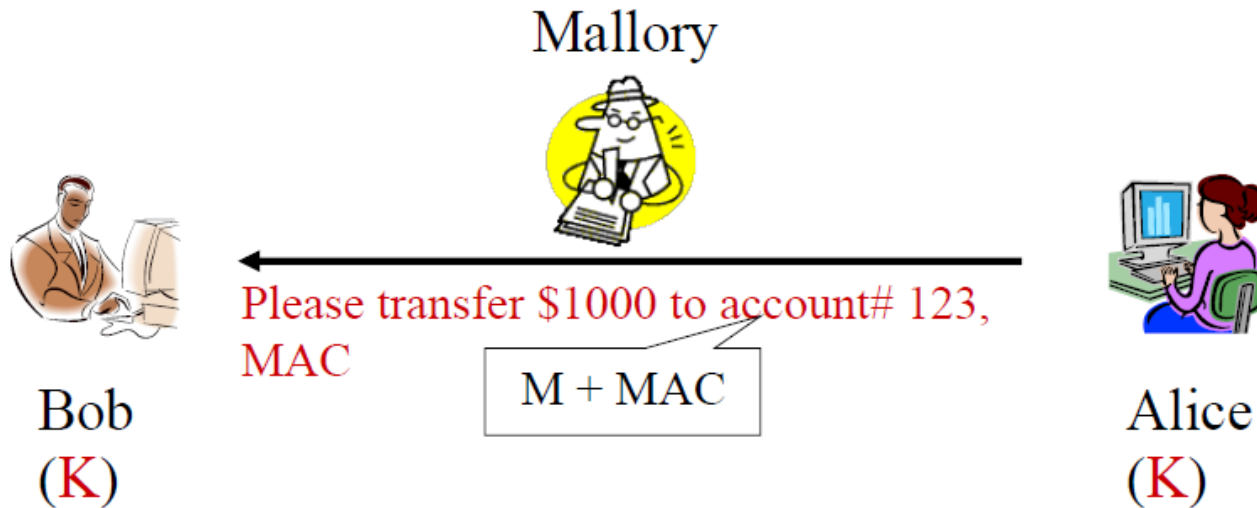 Mallory
Please transfer $1000 to account# 123,
MAC
M + MAC
Bob
(K)
Alice
(K)